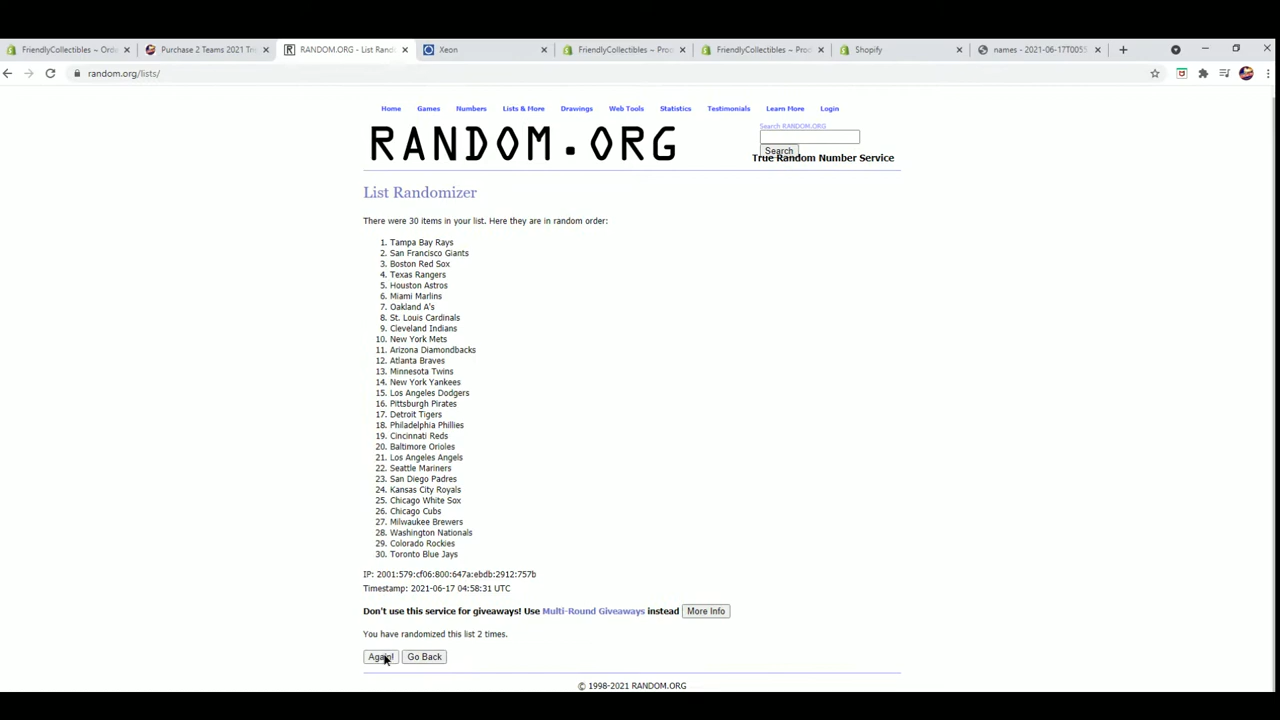 FriendlyCollectibles ~ Orde
Purchase 2 Teams 2021 Tr
RANDOM.ORG - List Rand
Xeon
FriendlyCollectibles ~ Pro
FriendlyCollectibles ~ Pro
Shopify
names - 2021-06-17T0055
random.org/lists/
Home Games Numbers Lists & More Drawings Web Tools Statistics Testimonials Learn More Login
RANDOM.ORG
Search RANDOM.ORG
Search
True Random Number Service
List Randomizer
There were 30 items in your list. Here they are in random order:
1. Tampa Bay Rays
2. San Francisco Giants
3. Boston Red Sox
4. Texas Rangers
5. Houston Astros
6. Miami Marlins
7. Oakland A's
8. St. Louis Cardinals
9. Cleveland Indians
10. New York Mets
11. Arizona Diamondbacks
12. Atlanta Braves
13. Minnesota Twins
14. New York Yankees
15. Los Angeles Dodgers
16. Pittsburgh Pirates
17. Detroit Tigers
18. Philadelphia Phillies
19. Cincinnati Reds
20. Baltimore Orioles
21. Los Angeles Angels
22. Seattle Mariners
23. San Diego Padres
24. Kansas City Royals
25. Chicago White Sox
26. Chicago Cubs
27. Milwaukee Brewers
28. Washington Nationals
29. Colorado Rockies
30. Toronto Blue Jays
IP: 2001:579:cf06:800:647a:ebdb:2912:757b
Timestamp: 2021-06-17 04:58:31 UTC
Don't use this service for giveaways! Use Multi-Round Giveaways instead More Info
You have randomized this list 2 times.
Again! Go Back
© 1998-2021 RANDOM.ORG